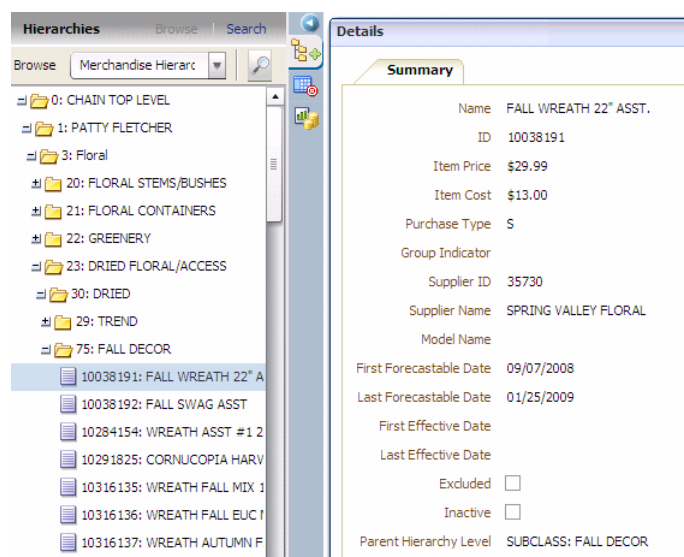 Hierarchies Browse Search
Browse Merchandise Hierarc
0: CHAIN TOP LEVEL
1: PATTY FLETCHER
3: Floral
20: FLORAL STEMS/BUSHES
21: FLORAL CONTAINERS
22: GREENERY
23: DRIED FLORAL/ACCESS
30: DRIED
29: TREND
75: FALL DECOR
10038191: FALL WREATH 22" A
10038192: FALL SWAG ASST
10284154: WREATH ASST #1 2
10291825: CORNUCOPIA HARV
10316135: WREATH FALL MIX 1
10316136: WREATH FALL EUC
10316137: WREATH AUTUMN F
Details
Summary
Name FALL WREATH 22" ASST.
ID 10038191
Item Price $29.99
Item Cost $13.00
Purchase Type S
Group Indicator
Supplier ID 35730
Supplier Name SPRING VALLEY FLORAL
Model Name
First Forecastable Date 09/07/2008
Last Forecastable Date 01/25/2009
First Effective Date
Last Effective Date
Excluded
Inactive
Parent Hierarchy Level SUBCLASS: FALL DECOR